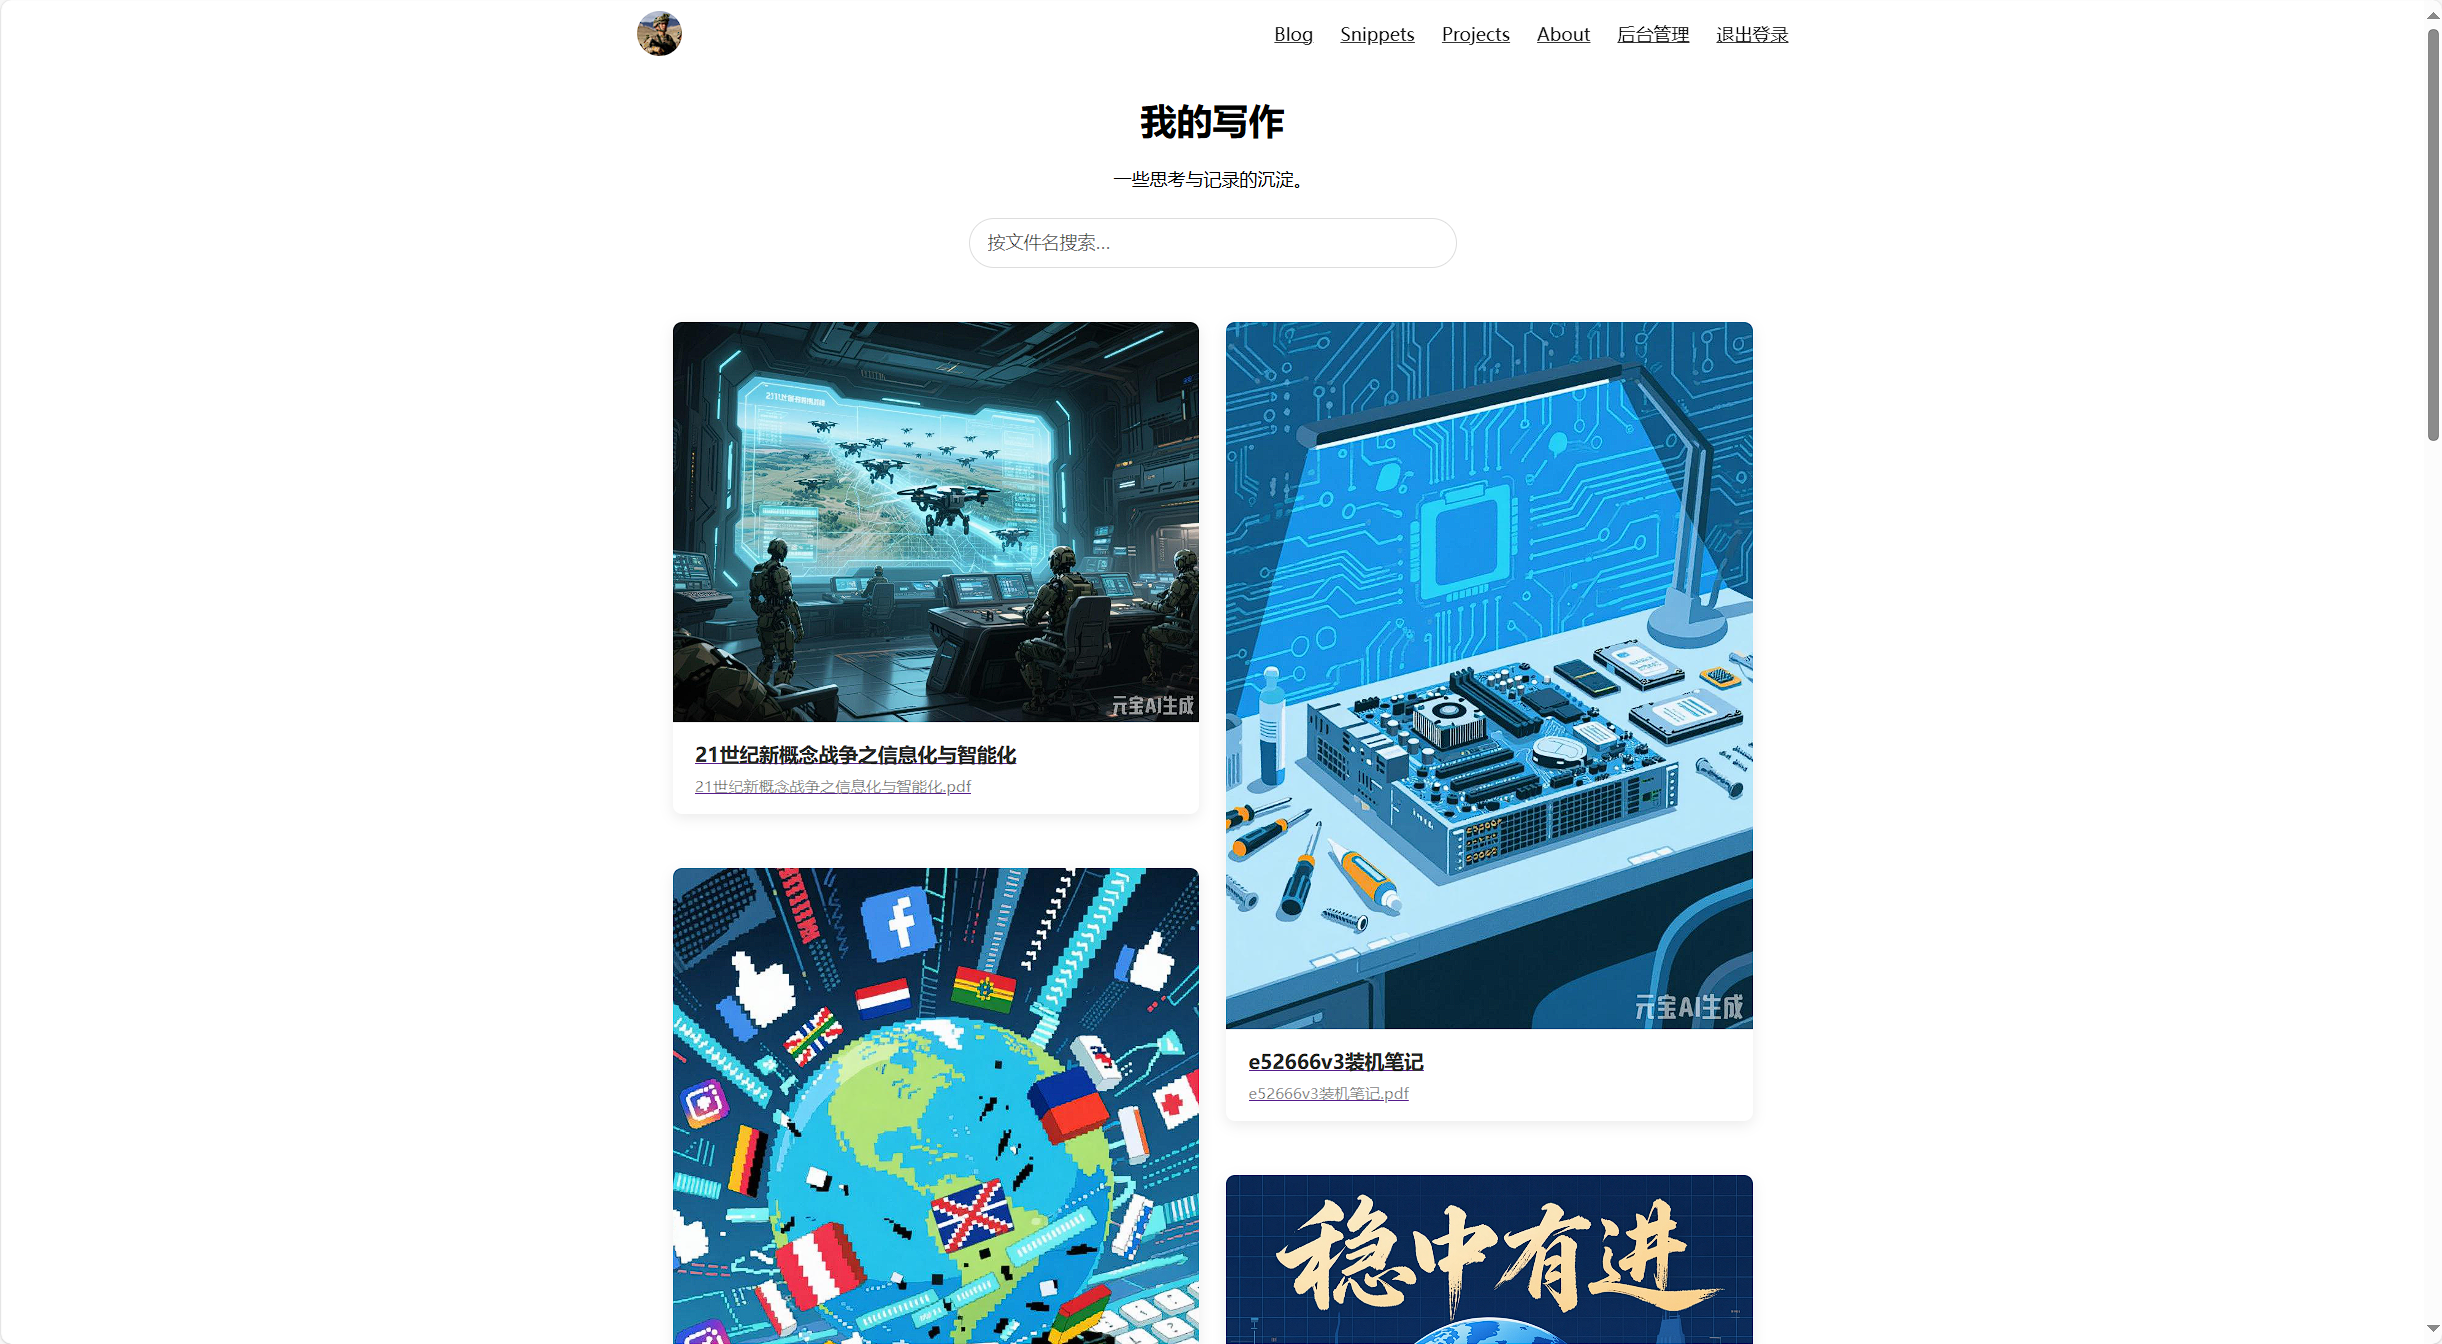 Blog Snippets Projects About 后台管理 退出登录
我的写作
一些思考与记录的沉淀。
按文件名搜索...
元宝AI生成
21世纪新概念战争之信息化与智能化
21世纪新概念战争之信息化与智能化.pdf
元宝AI生成
e52666v3装机笔记
e52666v3装机笔记.pdf
稳中有进